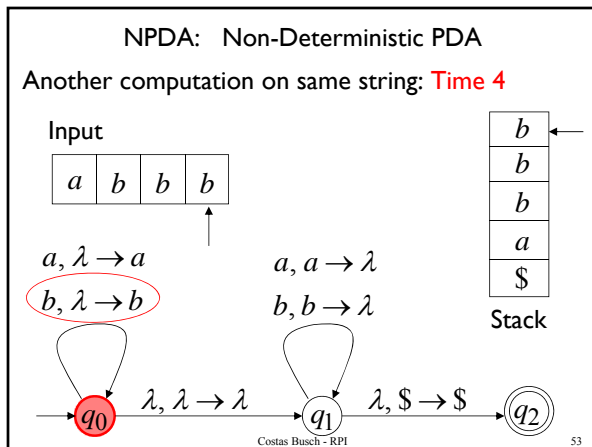 NPDA: Non-Deterministic PDA
Another computation on same string: Time 4
Input
a b b b
b
b
b
a
$
Stack
a, λ → a
b, λ → b
a, a → λ
b, b → λ
q0
λ, λ → λ
q1
λ, $ → $
q2
Costas Busch - RPI
53